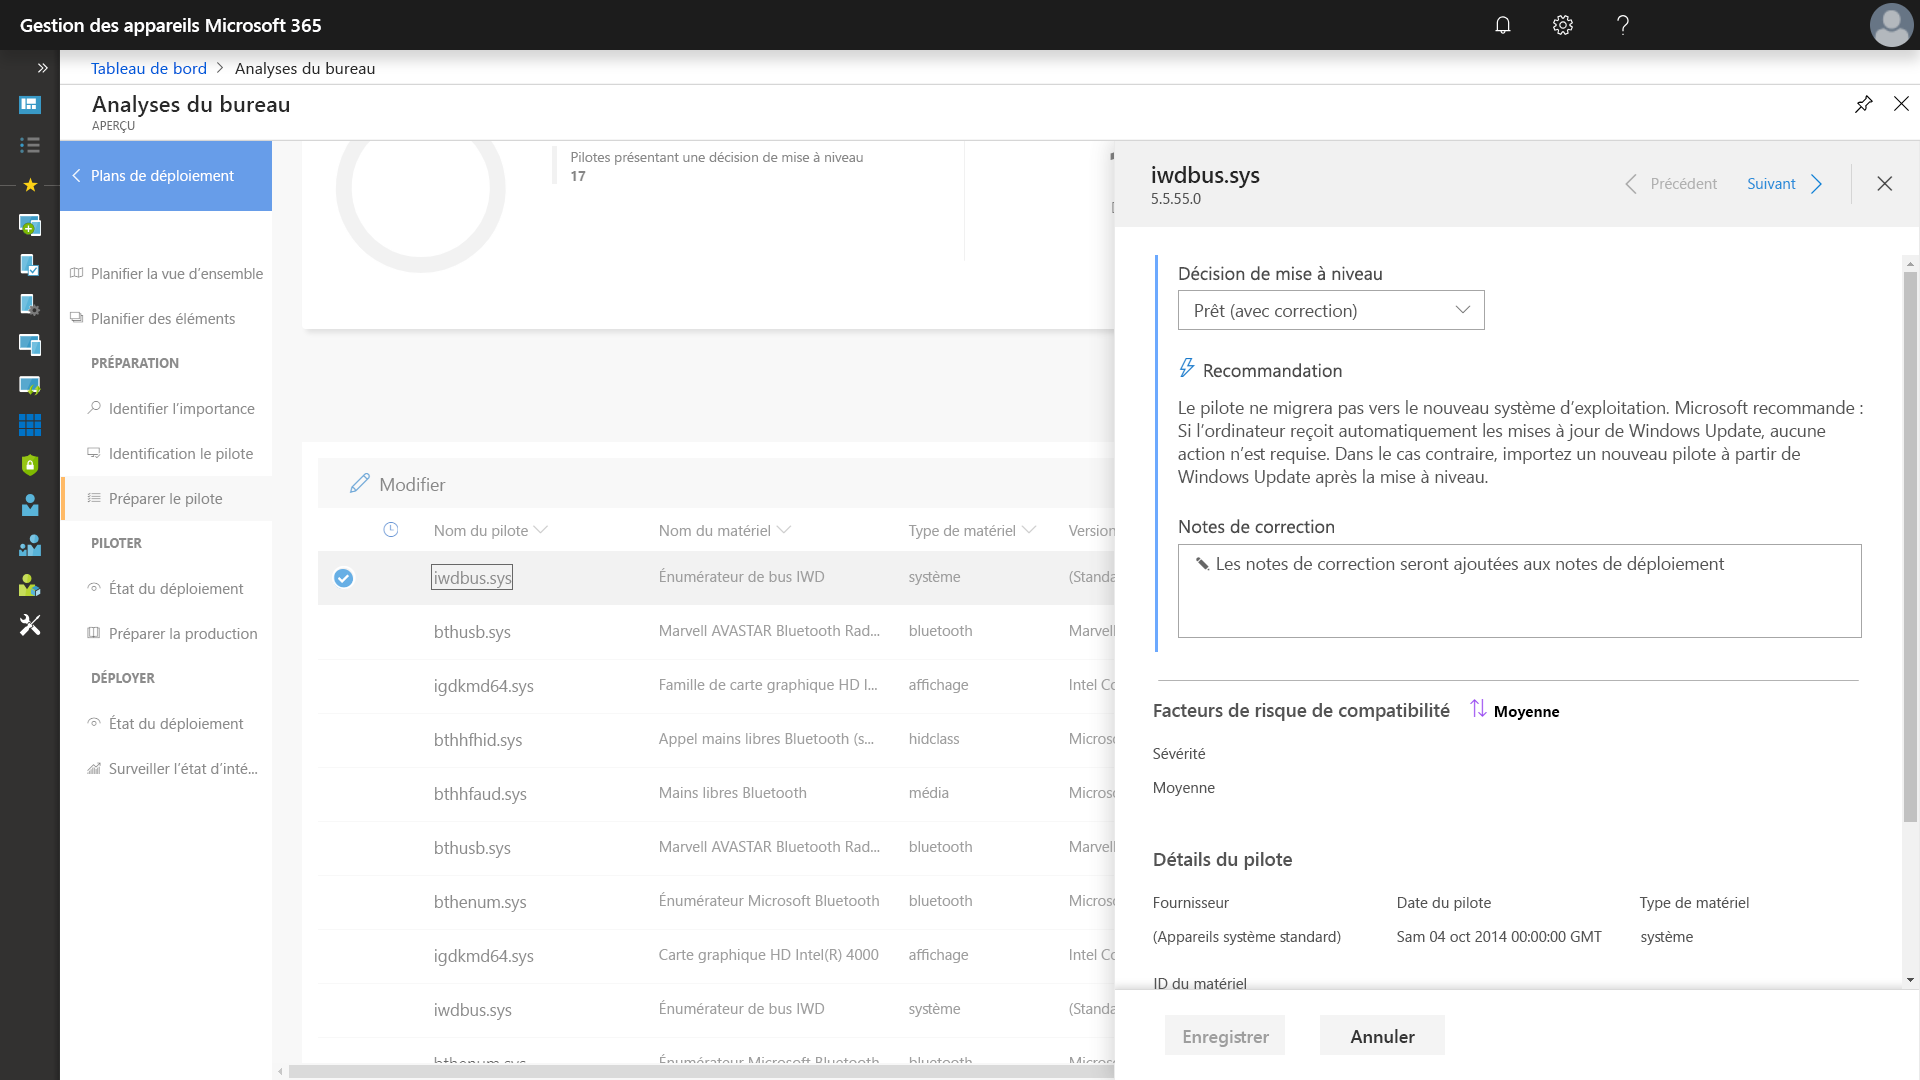 Gestion des appareils Microsoft 365
Tableau de bord > Analyses du bureau
Analyses du bureau
APERÇU
Plans de déploiement
Planifier la vue d'ensemble
Planifier des éléments
PRÉPARATION
Identifier l'importance
Identification le pilote
Préparer le pilote
PILOTER
État du déploiement
Préparer la production
DÉPLOYER
État du déploiement
Surveiller l'état d'inté...
Pilotes présentant une décision de mise à niveau
17
Modifier
Nom du pilote Nom du matériel Type de matériel Version
iwdbus.sys Énumérateur de bus IWD système (Standa
bthusb.sys Marvell AVASTAR Bluetooth Rad... bluetooth Marvell
igdkmd64.sys Famille de carte graphique HD I... affichage Intel Co
bthhfhid.sys Appel mains libres Bluetooth (s... hidclass Microso
bthhfaud.sys Mains libres Bluetooth média Microso
bthusb.sys Marvell AVASTAR Bluetooth Rad... bluetooth Marvell
bthenum.sys Énumérateur Microsoft Bluetooth bluetooth Microso
igdkmd64.sys Carte graphique HD Intel(R) 4000 affichage Intel Co
iwdbus.sys Énumérateur de bus IWD système (Standa
bthenum.sys Énumérateur Microsoft Bluetooth bluetooth Microso
iwdbus.sys
5.5.55.0
Précédent Suivant
Décision de mise à niveau
Prêt (avec correction)
Recommandation
Le pilote ne migrera pas vers le nouveau système d'exploitation. Microsoft recommande :
Si l'ordinateur reçoit automatiquement les mises à jour de Windows Update, aucune
action n'est requise. Dans le cas contraire, importez un nouveau pilote à partir de
Windows Update après la mise à niveau.
Notes de correction
Les notes de correction seront ajoutées aux notes de déploiement
Facteurs de risque de compatibilité Moyenne
Sévérité
Moyenne
Détails du pilote
Fournisseur Date du pilote Type de matériel
(Appareils système standard) Sam 04 oct 2014 00:00:00 GMT système
ID du matériel
Enregistrer Annuler